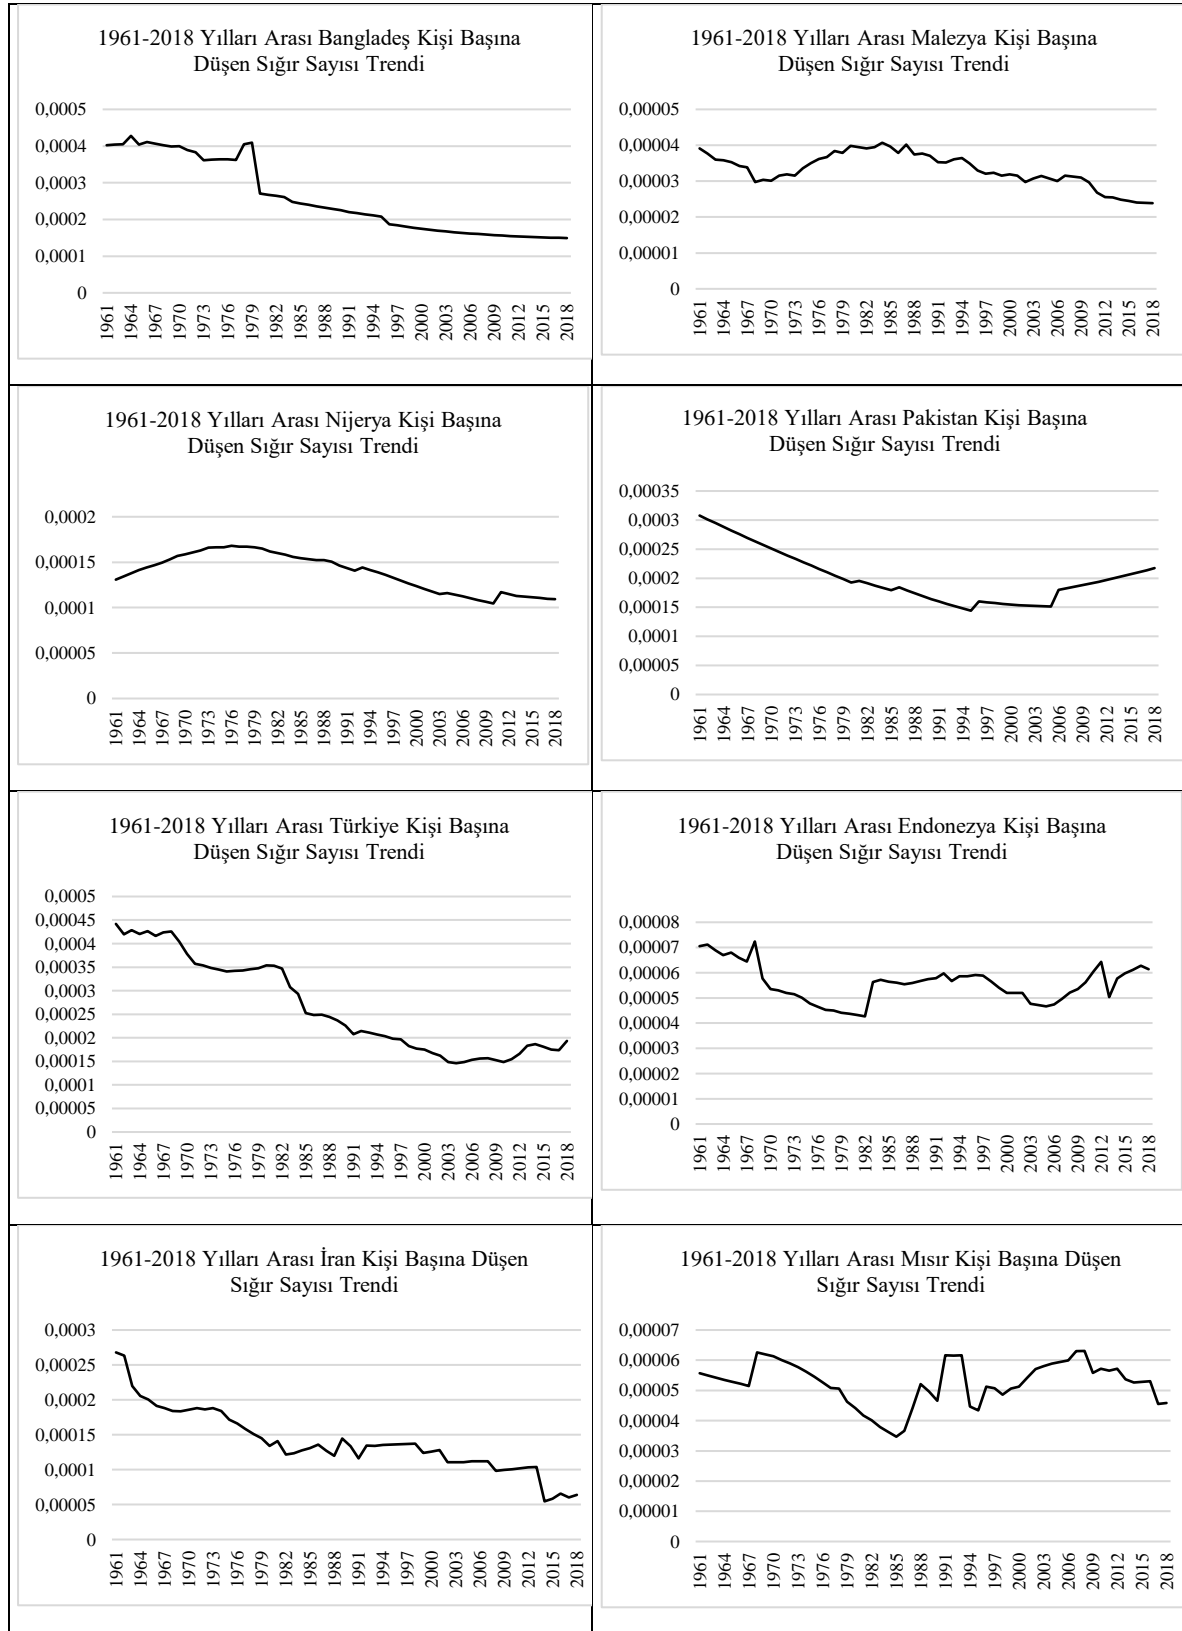 1961-2018 Yılları Arası Bangladeş Kişi Başına
Düşen Sığır Sayısı Trendi
0,0005
0,0004
0,0003
0,0002
0,0001
0
1961 1964 1967 1970 1973 1976 1979 1982 1985 1988 1991 1994 1997 2000 2003 2006 2009 2012 2015 2018
1961-2018 Yılları Arası Malezya Kişi Başına
Düşen Sığır Sayısı Trendi
0,00005
0,00004
0,00003
0,00002
0,00001
0
1961 1964 1967 1970 1973 1976 1979 1982 1985 1988 1991 1994 1997 2000 2003 2006 2009 2012 2015 2018
1961-2018 Yılları Arası Nijerya Kişi Başına
Düşen Sığır Sayısı Trendi
0,0002
0,00015
0,0001
0,00005
0
1961 1964 1967 1970 1973 1976 1979 1982 1985 1988 1991 1994 1997 2000 2003 2006 2009 2012 2015 2018
1961-2018 Yılları Arası Pakistan Kişi Başına
Düşen Sığır Sayısı Trendi
0,00035
0,0003
0,00025
0,0002
0,00015
0,0001
0,00005
0
1961 1964 1967 1970 1973 1976 1979 1982 1985 1988 1991 1994 1997 2000 2003 2006 2009 2012 2015 2018
1961-2018 Yılları Arası Türkiye Kişi Başına
Düşen Sığır Sayısı Trendi
0,0005
0,00045
0,0004
0,00035
0,0003
0,00025
0,0002
0,00015
0,0001
0,00005
0
1961 1964 1967 1970 1973 1976 1979 1982 1985 1988 1991 1994 1997 2000 2003 2006 2009 2012 2015 2018
1961-2018 Yılları Arası Endonezya Kişi Başına
Düşen Sığır Sayısı Trendi
0,00008
0,00007
0,00006
0,00005
0,00004
0,00003
0,00002
0,00001
0
1961 1964 1967 1970 1973 1976 1979 1982 1985 1988 1991 1994 1997 2000 2003 2006 2009 2012 2015 2018
1961-2018 Yılları Arası İran Kişi Başına Düşen
Sığır Sayısı Trendi
0,0003
0,00025
0,0002
0,00015
0,0001
0,00005
0
1961 1964 1967 1970 1973 1976 1979 1982 1985 1988 1991 1994 1997 2000 2003 2006 2009 2012 2015 2018
1961-2018 Yılları Arası Mısır Kişi Başına Düşen
Sığır Sayısı Trendi
0,00007
0,00006
0,00005
0,00004
0,00003
0,00002
0,00001
0
1961 1964 1967 1970 1973 1976 1979 1982 1985 1988 1991 1994 1997 2000 2003 2006 2009 2012 2015 2018